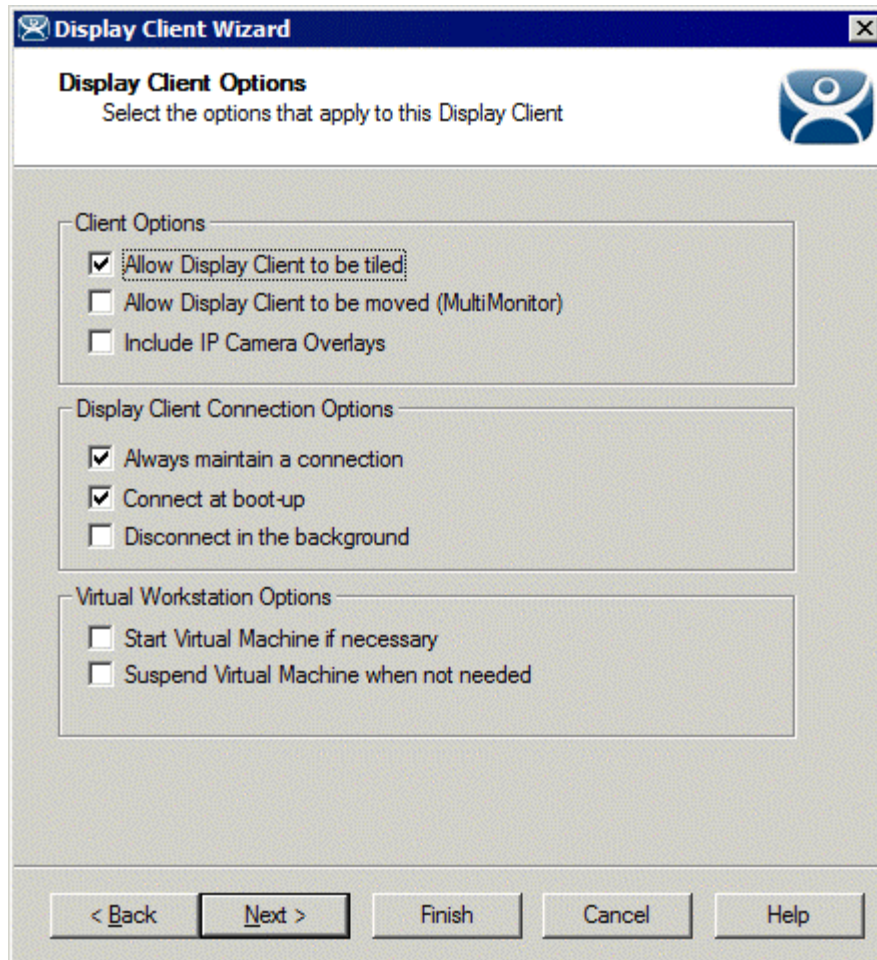 Display Client Wizard
Display Client Options
Select the options that apply to this Display Client
Client Options
Allow Display Client to be tiled
Allow Display Client to be moved (MultiMonitor)
Include IP Camera Overlays
Display Client Connection Options
Always maintain a connection
Connect at boot-up
Disconnect in the background
Virtual Workstation Options
Start Virtual Machine if necessary
Suspend Virtual Machine when not needed
< Back Next > Finish Cancel Help